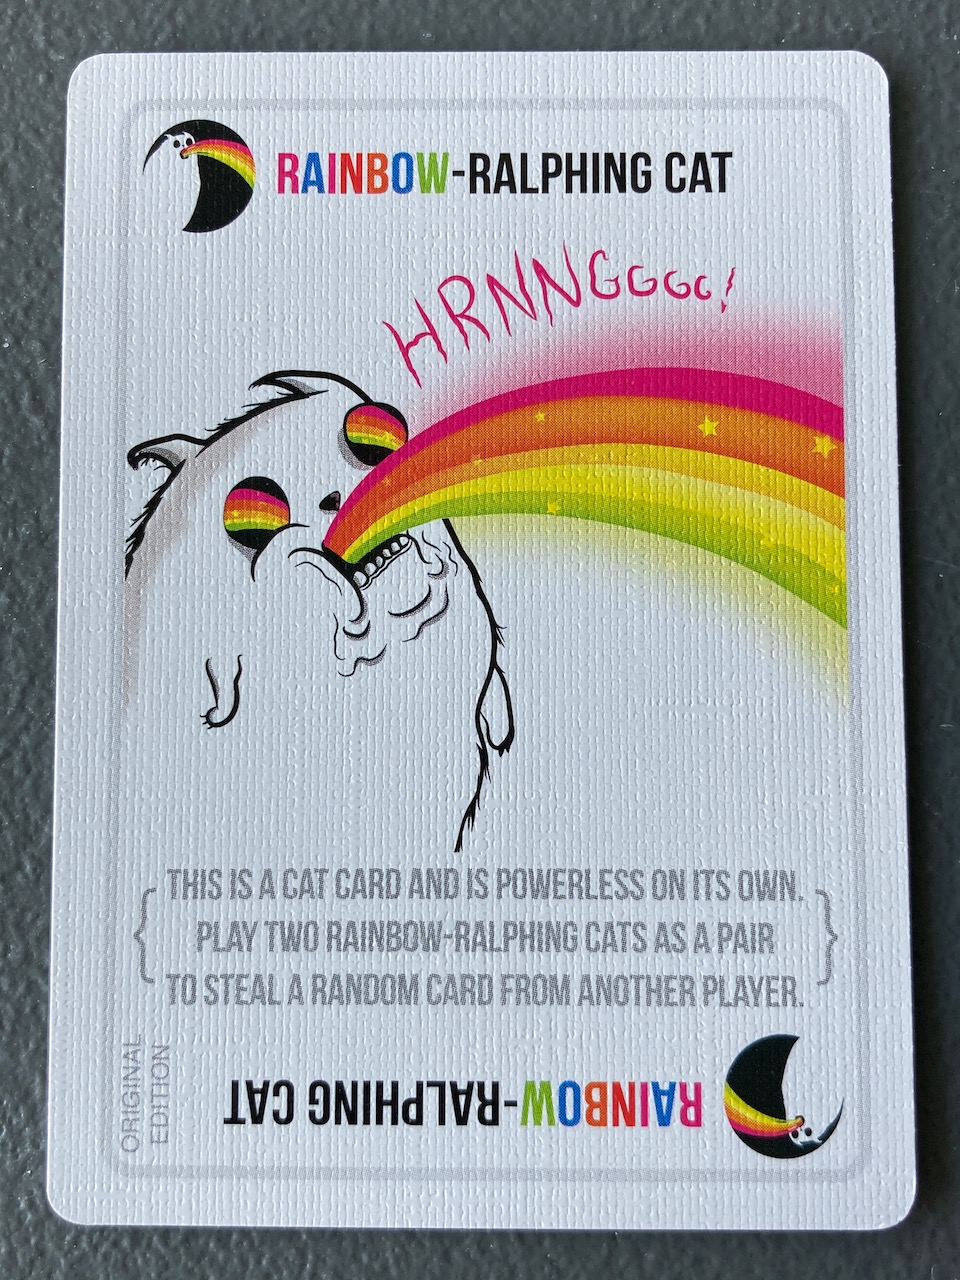 RAINBOW-RALPHING CAT
HRNNGGGGG!
THIS IS A CAT CARD AND IS POWERLESS ON ITS OWN.
PLAY TWO RAINBOW-RALPHING CATS AS A PAIR
TO STEAL A RANDOM CARD FROM ANOTHER PLAYER.
ORIGINAL
EDITION
RAINBOW-RALPHING CAT